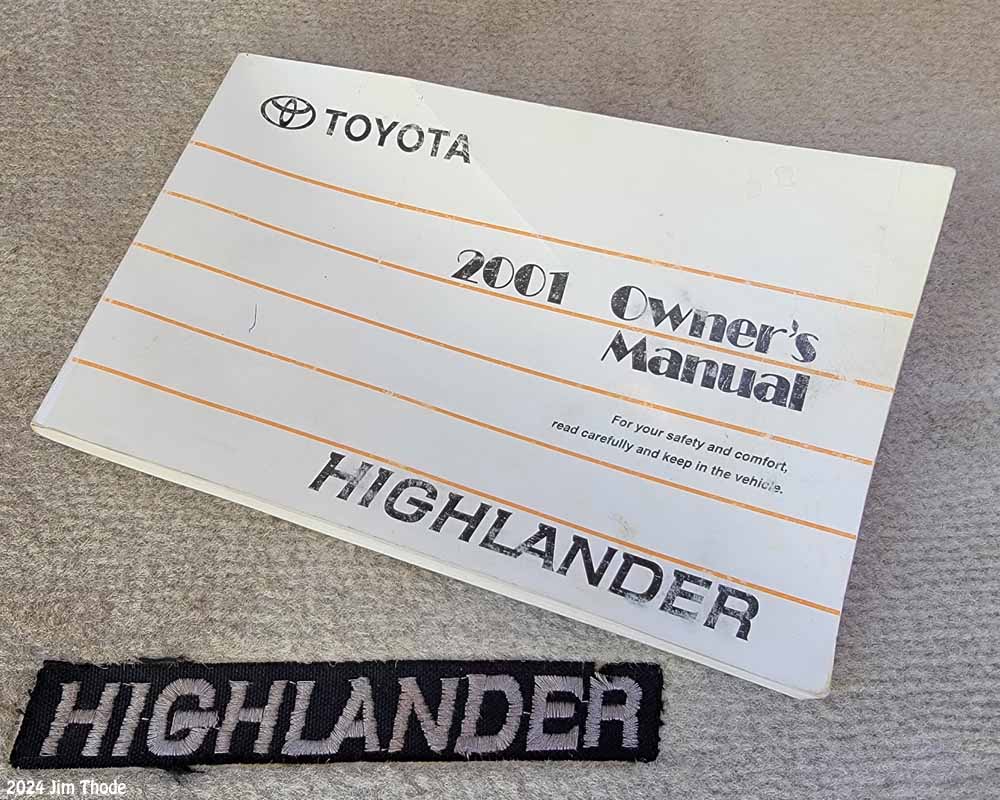 TOYOTA
2001 Owner's
Manual
For your safety and comfort,
read carefully and keep in the vehicle.
HIGHLANDER
HIGHLANDER
2024 Jim Thode